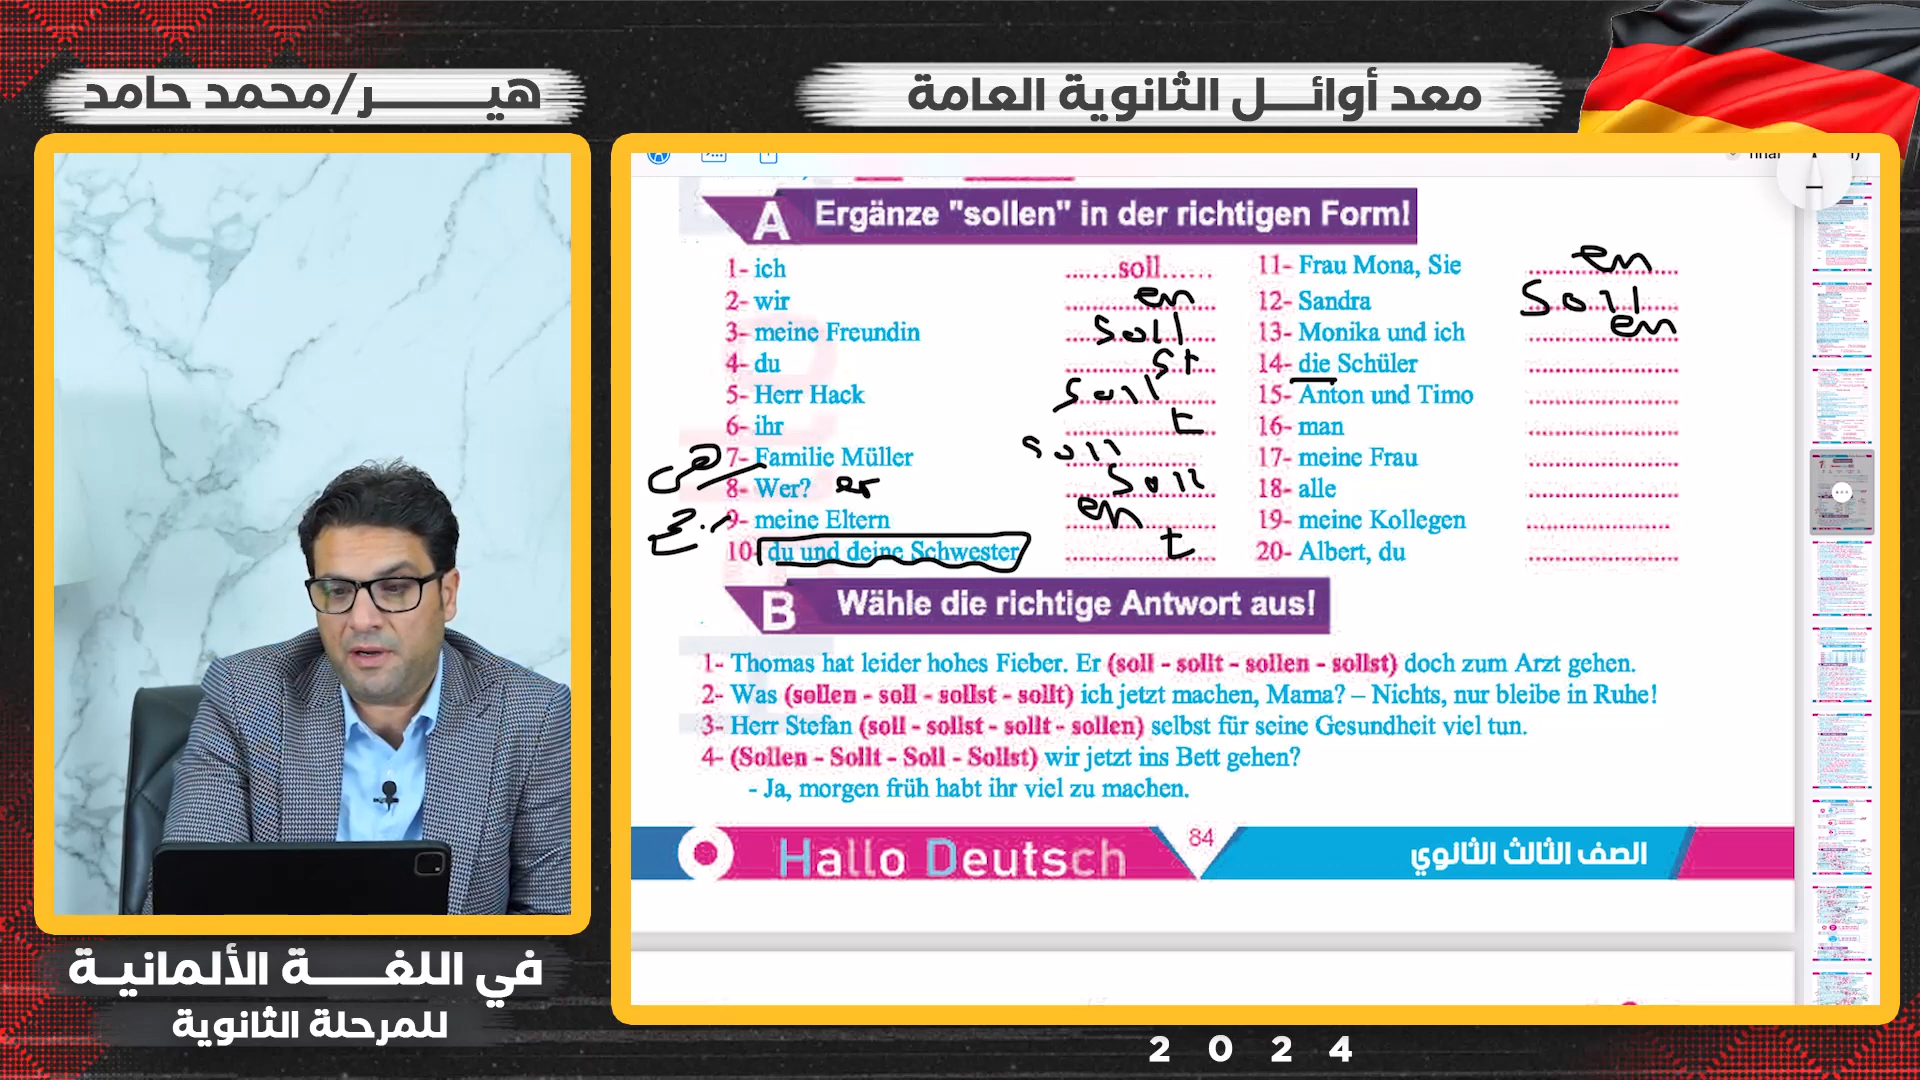 هيـــــر/محمد حامد
معد أوائــل الثانوية العامة
A Ergänze "sollen" in der richtigen Form!
1- ich .......soll......
2- wir en
3- meine Freundin soll
4- du st
5- Herr Hack soll
6- ihr t
7- Familie Müller soll
8- Wer? er soll
9- meine Eltern en
10- du und deine Schwester t
11- Frau Mona, Sie en
12- Sandra Soll
13- Monika und ich en
14- die Schüler
15- Anton und Timo
16- man
17- meine Frau
18- alle
19- meine Kollegen
20- Albert, du
B Wähle die richtige Antwort aus!
1- Thomas hat leider hohes Fieber. Er (soll - sollt - sollen - sollst) doch zum Arzt gehen.
2- Was (sollen - soll - sollst - sollt) ich jetzt machen, Mama? – Nichts, nur bleibe in Ruhe!
3- Herr Stefan (soll - sollst - sollt - sollen) selbst für seine Gesundheit viel tun.
4- (Sollen - Sollt - Soll - Sollst) wir jetzt ins Bett gehen?
- Ja, morgen früh habt ihr viel zu machen.
Hallo Deutsch
84
الصف الثالث الثانوي
في اللغـــة الألمانيـة
للمرحلة الثانوية
2024